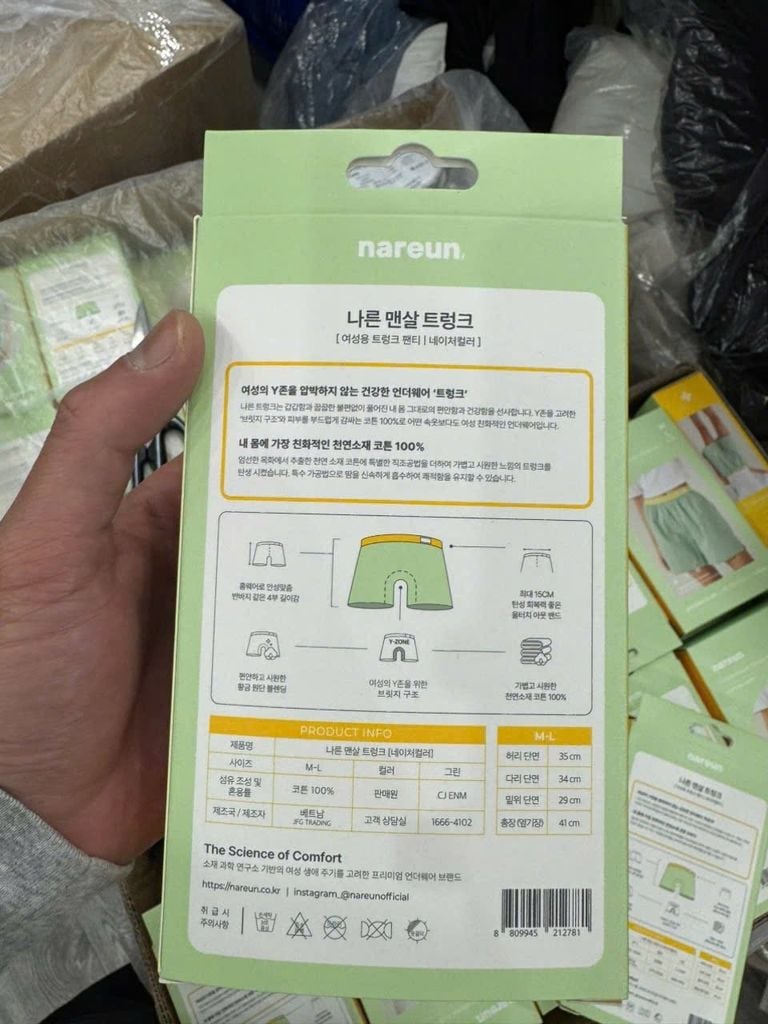 nareun.
나른 맨살 트렁크
[ 여성용 트렁크 팬티 | 네이처컬러 ]
여성의 Y존을 압박하지 않는 건강한 언더웨어 '트렁크'
나른 트렁크는 갑갑함과 끔끔한 불편없이 풀어진 내 몸 그대로의 편안함과 건강함을 선사합니다. Y존을 고려한
'브릿지 구조'와 피부를 부드럽게 감싸는 코튼 100%로 어떤 속옷보다도 여성 친화적인 언더웨어입니다.
내 몸에 가장 친화적인 천연소재 코튼 100%
엄선한 목화에서 추출한 천연 소재 코튼에 특별한 직조공법을 더하여 가볍고 시원한 느낌의 트렁크를
탄생 시켰습니다. 특수 가공법으로 땀을 신속하게 흡수하여 쾌적함을 유지할 수 있습니다.
홈웨어로 안성맞춤
반바지 같은 4부 길이감
최대 15CM
탄성 회복력 좋은
울터치 아웃 밴드
Y-ZONE
편안하고 시원한
황금 원단 블렌딩
여성의 Y존을 위한
브릿지 구조
가볍고 시원한
천연소재 코튼 100%
PRODUCT INFO
제품명 나른 맨살 트렁크 [네이처컬러]
사이즈 M-L 컬러 그린
섬유 조성 및
혼용률 코튼 100% 판매원 CJ ENM
제조국 / 제조자 베트남
JFG TRADING 고객 상담실 1666-4102
M-L
허리 단면 35 cm
다리 단면 34 cm
밑위 단면 29 cm
총장 (앞기장) 41 cm
The Science of Comfort
소재 과학 연구소 기반의 여성 생애 주기를 고려한 프리미엄 언더웨어 브랜드
https://nareun.co.kr | instagram_@nareunofficial
취 급 시
주의사항
8 809945 212781
nareun.
나른 맨살 트렁크